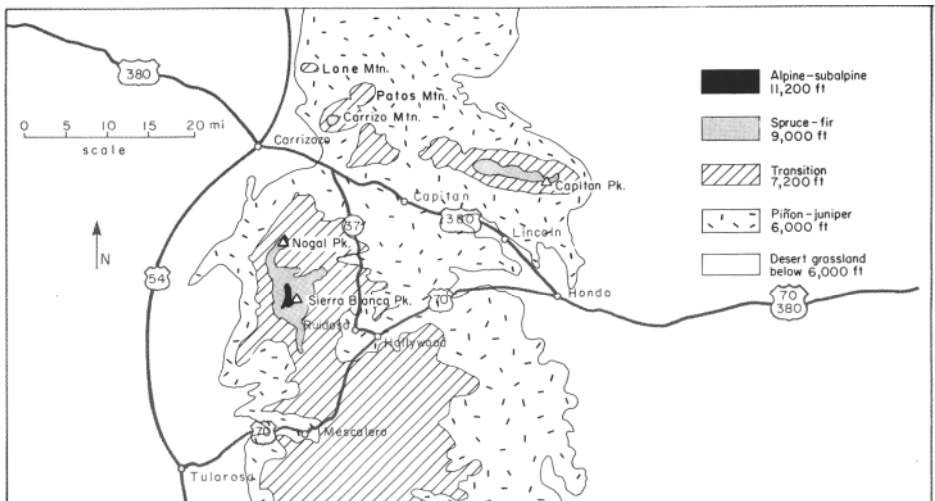 380
Lone Mtn.
Patos Mtn.
Carrizo Mtn.
0 5 10 15 20 mi
scale
Carrizozo
Capitan Pk.
Capitan
37
380
Lincoln
N
Nogal Pk.
54
Sierra Blanca Pk.
70
Hondo
70
380
Ruidoso
Hollywood
70
Mescalero
Tularosa
Alpine-subalpine
11,200 ft
Spruce-fir
9,000 ft
Transition
7,200 ft
Piñon-juniper
6,000 ft
Desert grassland
below 6,000 ft